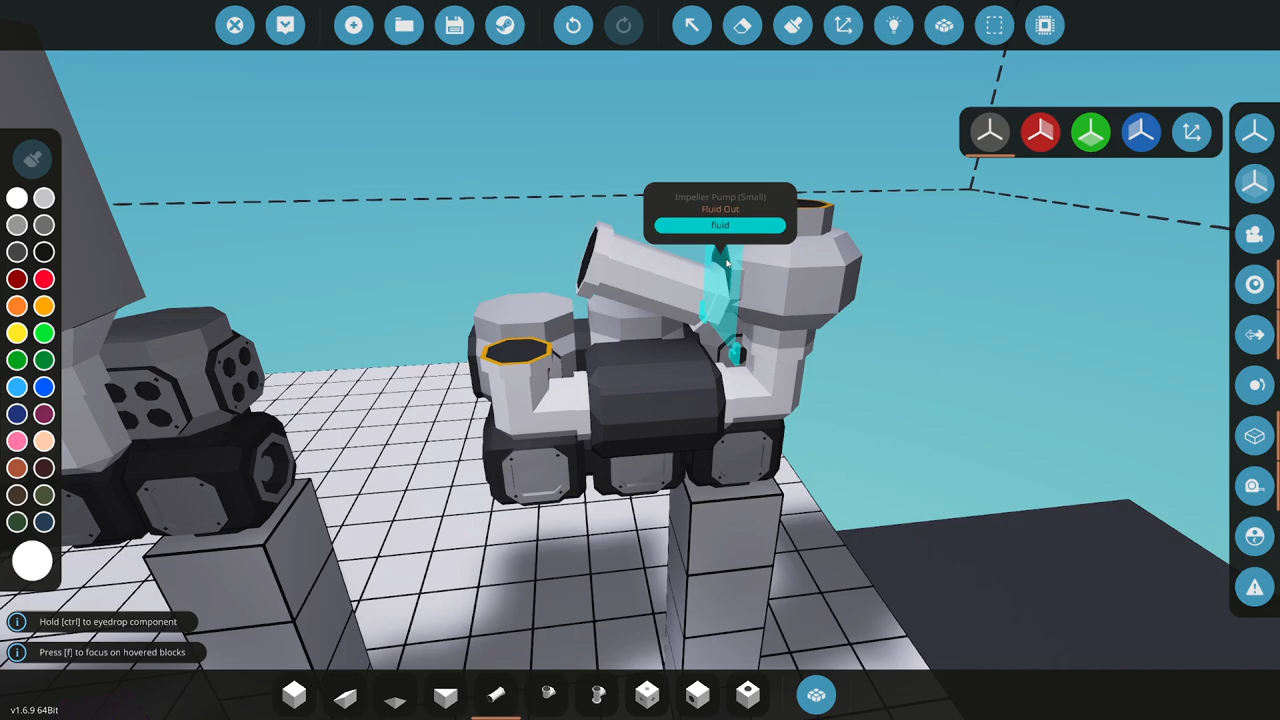 Impeller Pump (Small)
Fluid Out
fluid
Hold [ctrl] to eyedrop component
Press [f] to focus on hovered blocks
v1.6.9 64Bit